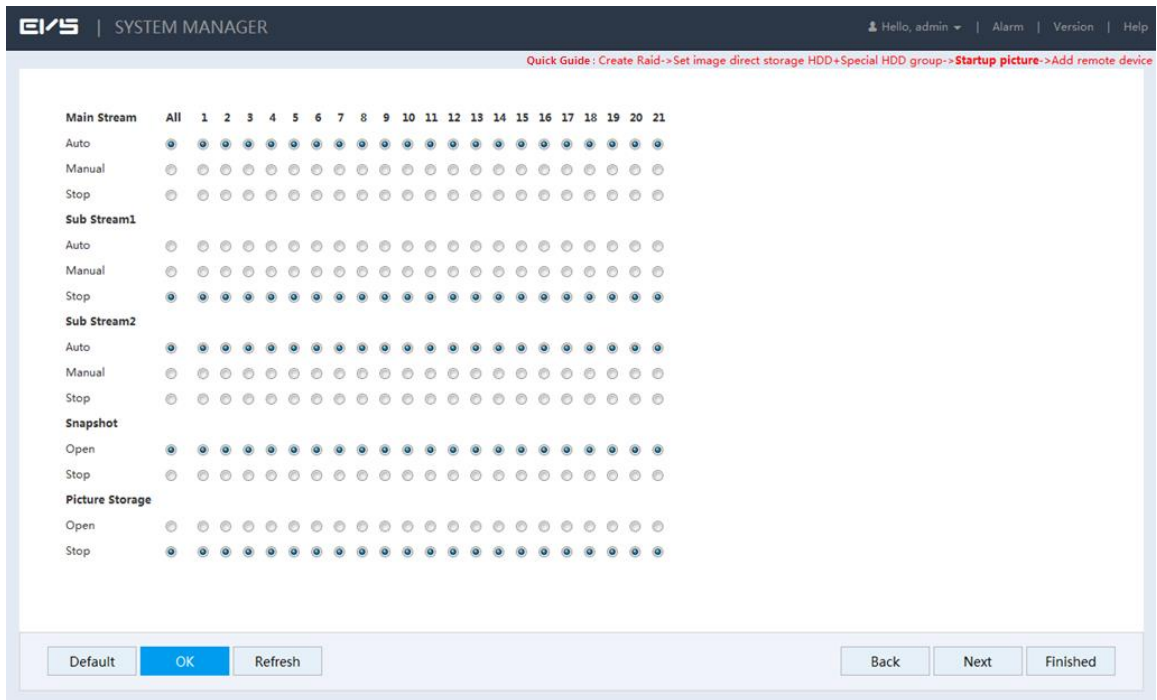 EVS | SYSTEM MANAGER Hello, admin | Alarm | Version | Help
Quick Guide : Create Raid->Set image direct storage HDD+Special HDD group->Startup picture->Add remote device
Main Stream All 1 2 3 4 5 6 7 8 9 10 11 12 13 14 15 16 17 18 19 20 21
Auto
Manual
Stop
Sub Stream1
Auto
Manual
Stop
Sub Stream2
Auto
Manual
Stop
Snapshot
Open
Stop
Picture Storage
Open
Stop
Default OK Refresh Back Next Finished